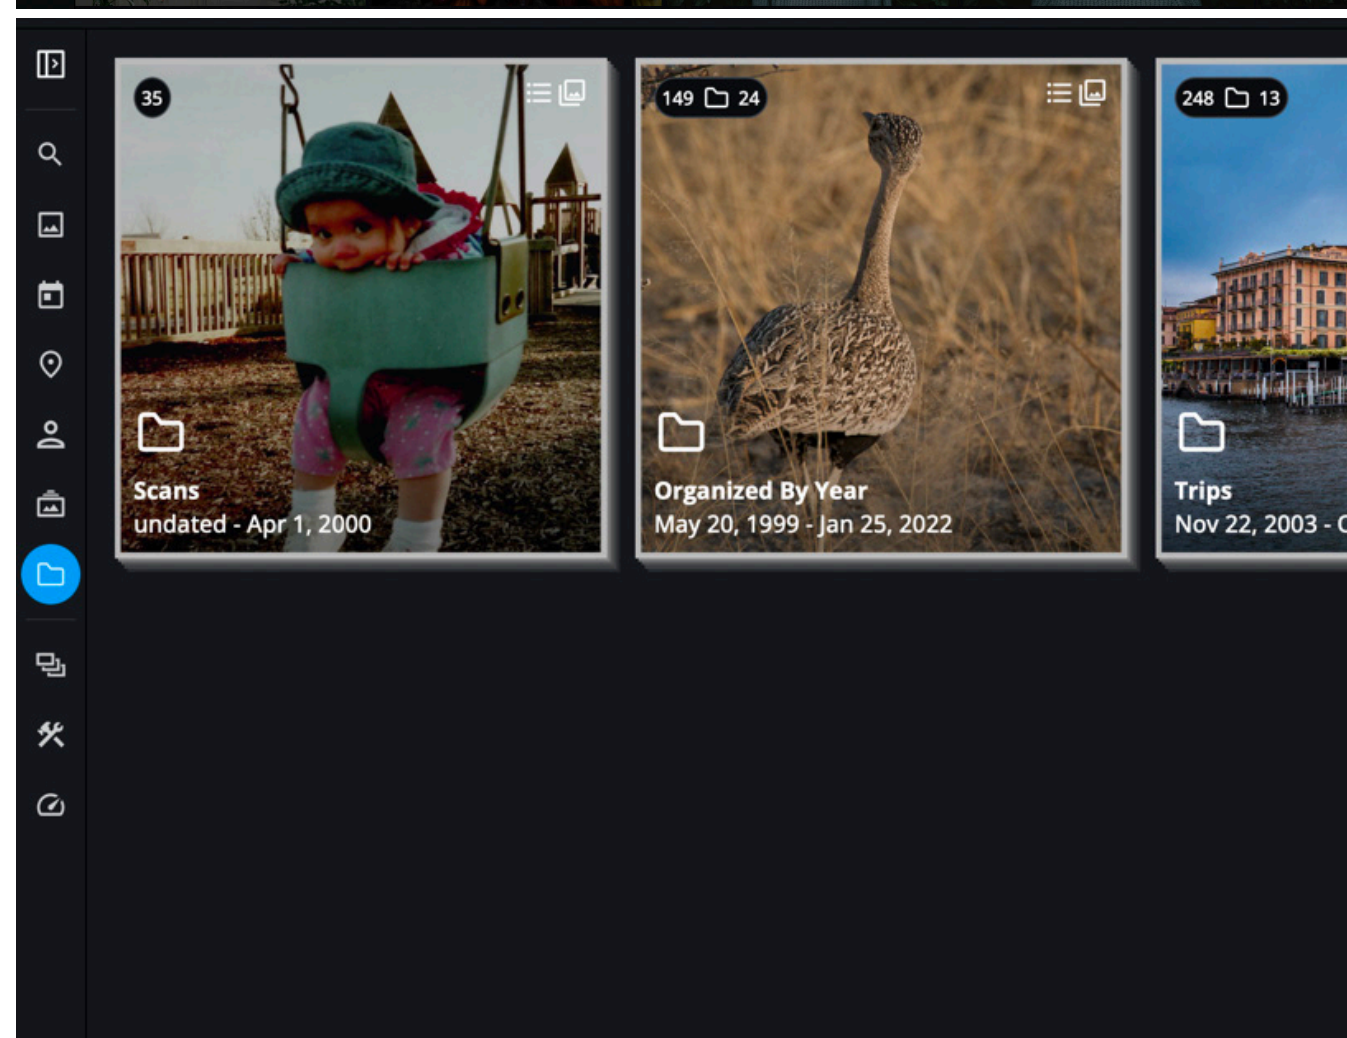 35
149 24
248 13
Scans
undated - Apr 1, 2000
Organized By Year
May 20, 1999 - Jan 25, 2022
Trips
Nov 22, 2003 -